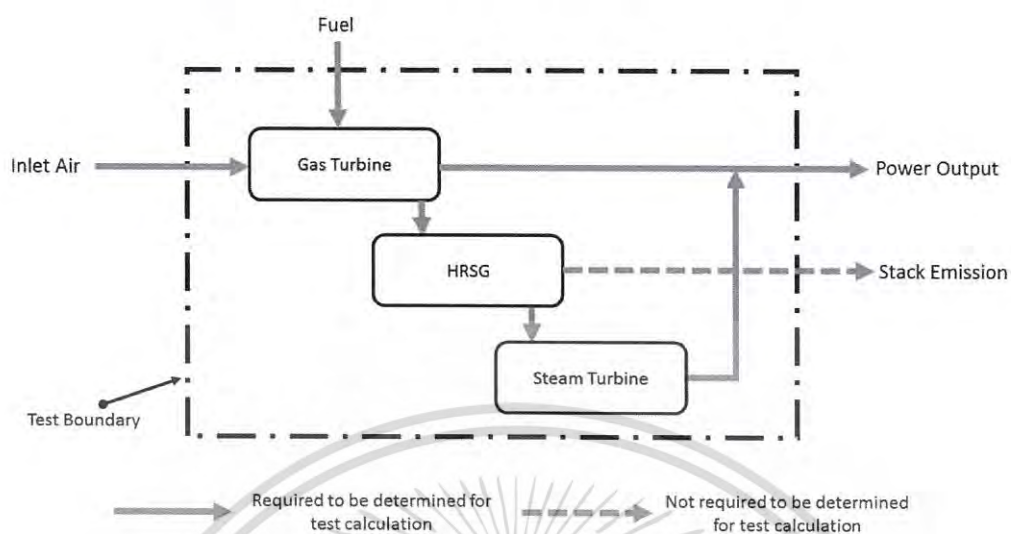 Fuel
Inlet Air
Gas Turbine
Power Output
HRSG
Stack Emission
Steam Turbine
Test Boundary
Required to be determined for
test calculation
Not required to be determined
for test calculation